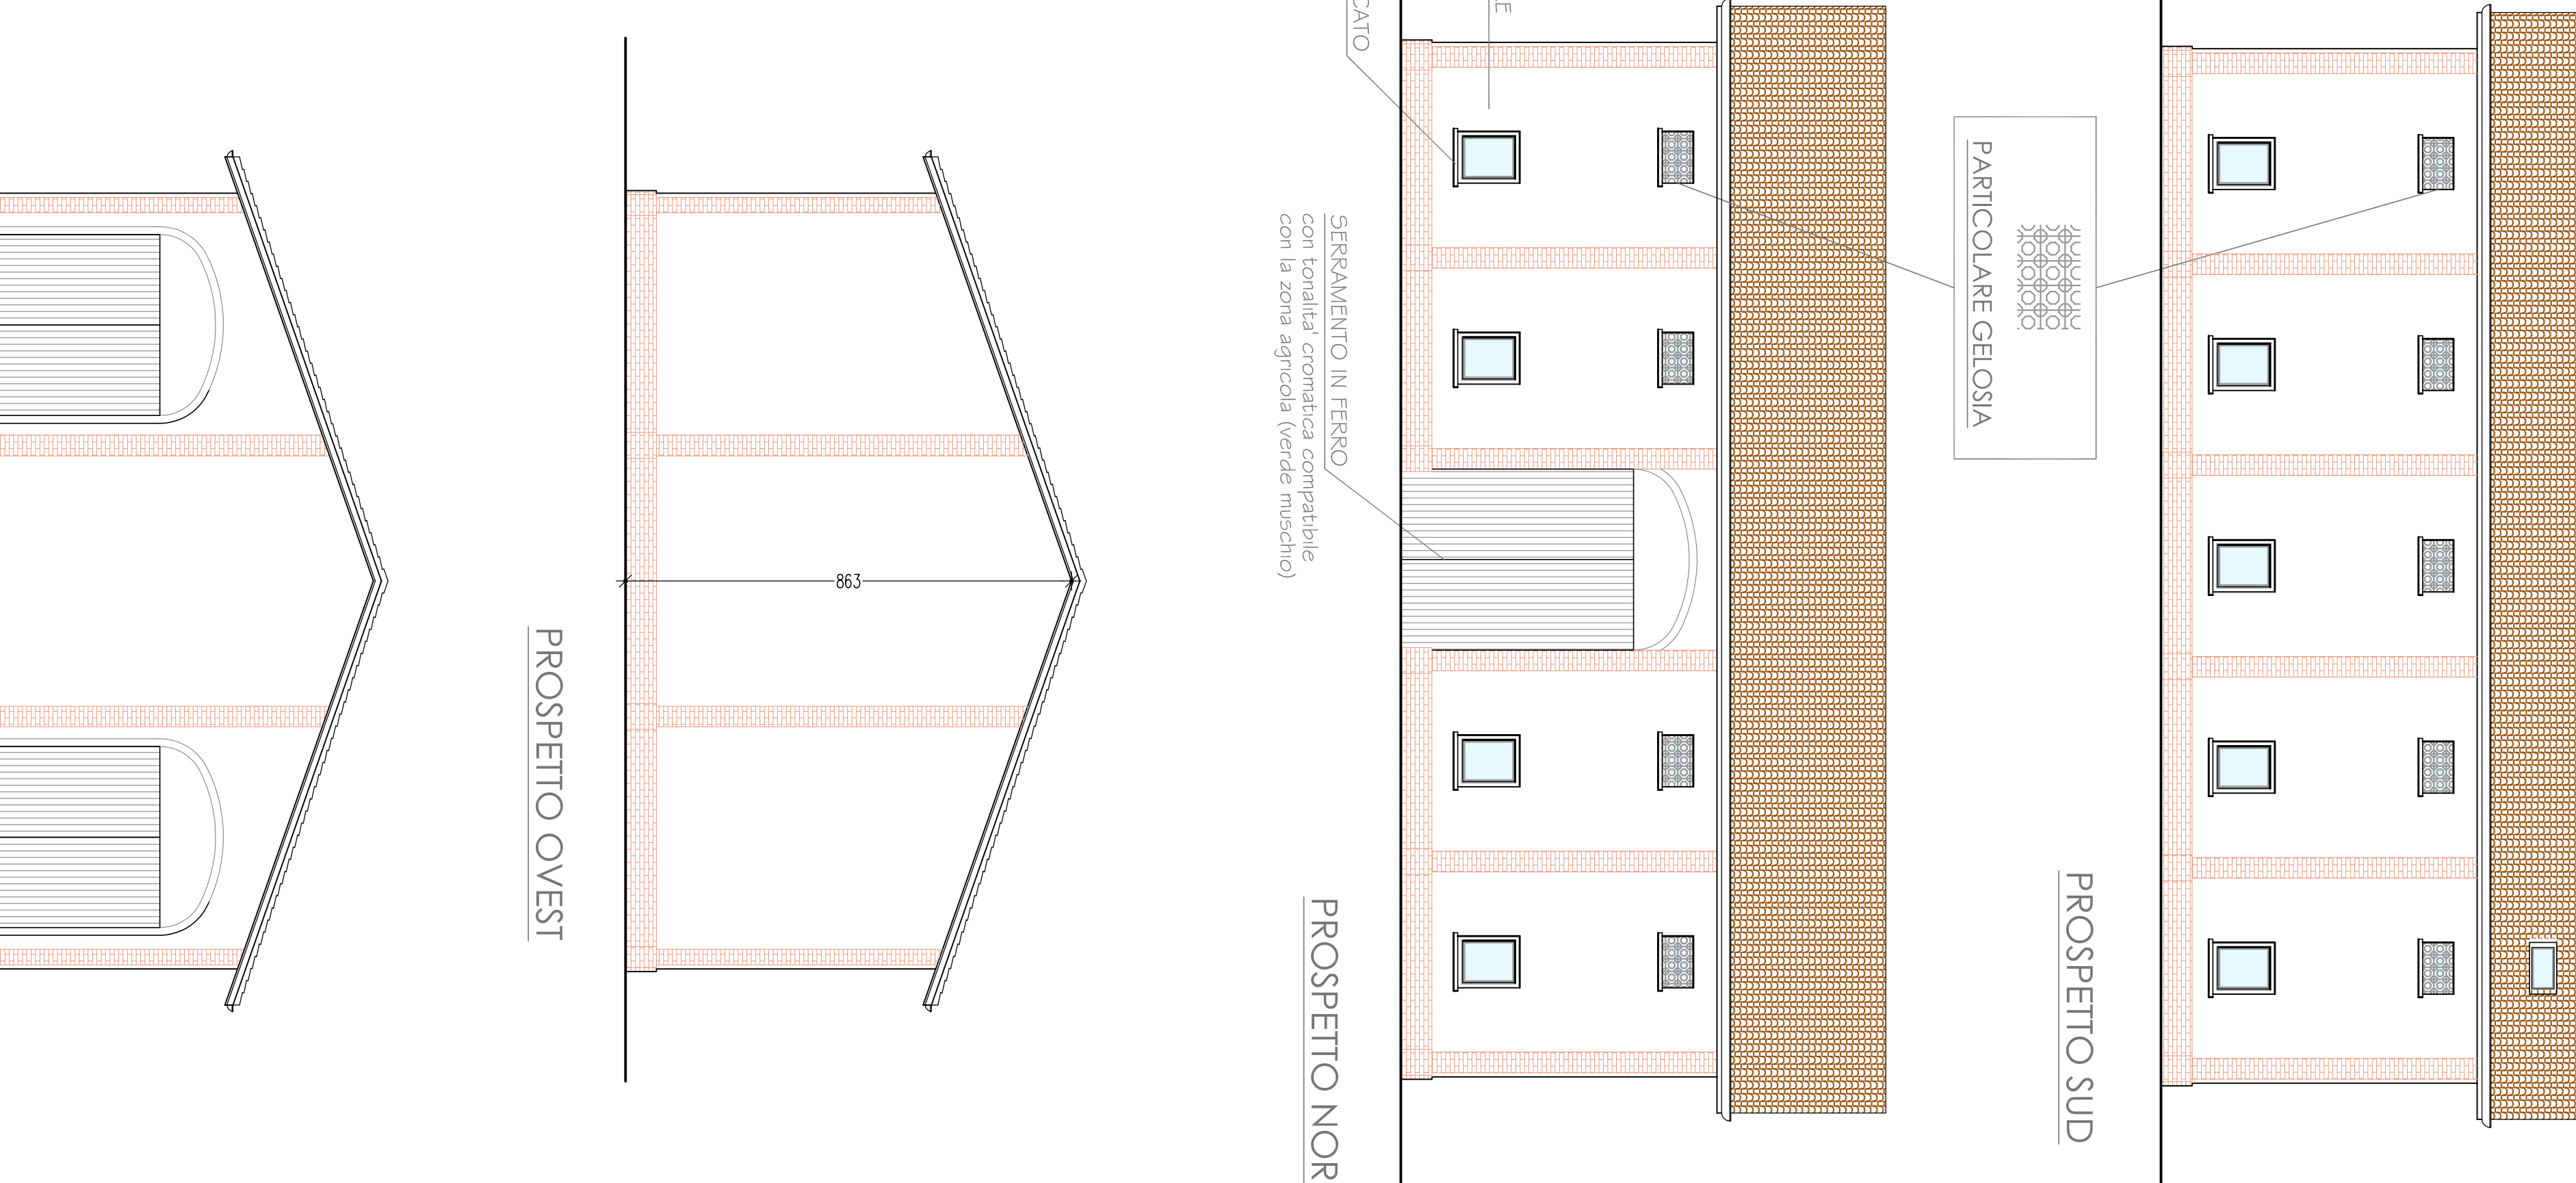 PARTICOLARE GELOSIA
PROSPETTO SUD
SERRAMENTO IN FERRO
con tonalita' cromatica compatibile
con la zona agricola (verde muschio)
PROSPETTO NOR
863
PROSPETTO OVEST